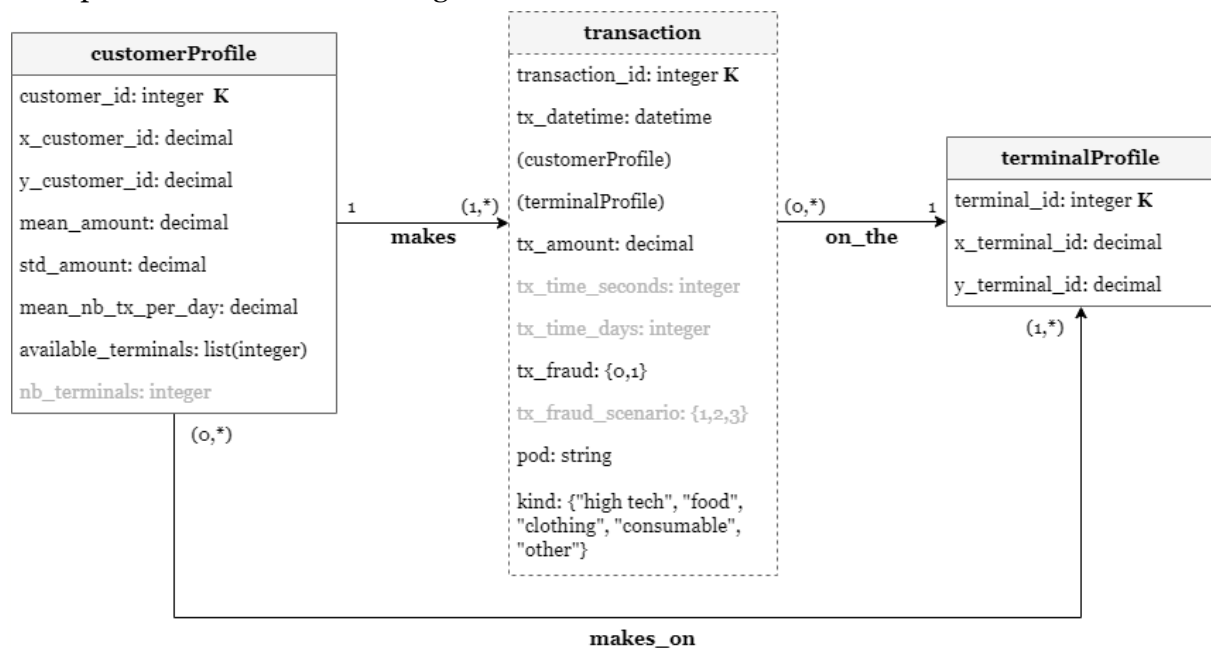 customerProfile
customer_id: integer K
x_customer_id: decimal
y_customer_id: decimal
mean_amount: decimal
std_amount: decimal
mean_nb_tx_per_day: decimal
available_terminals: list(integer)
nb_terminals: integer
1
(1,*)
makes
transaction
transaction_id: integer K
tx_datetime: datetime
(customerProfile)
(terminalProfile)
tx_amount: decimal
tx_time_seconds: integer
tx_time_days: integer
tx_fraud: {0,1}
tx_fraud_scenario: {1,2,3}
pod: string
kind: {"high tech", "food",
"clothing", "consumable",
"other"}
(0,*)
1
on_the
terminalProfile
terminal_id: integer K
x_terminal_id: decimal
y_terminal_id: decimal
(1,*)
(0,*)
makes_on